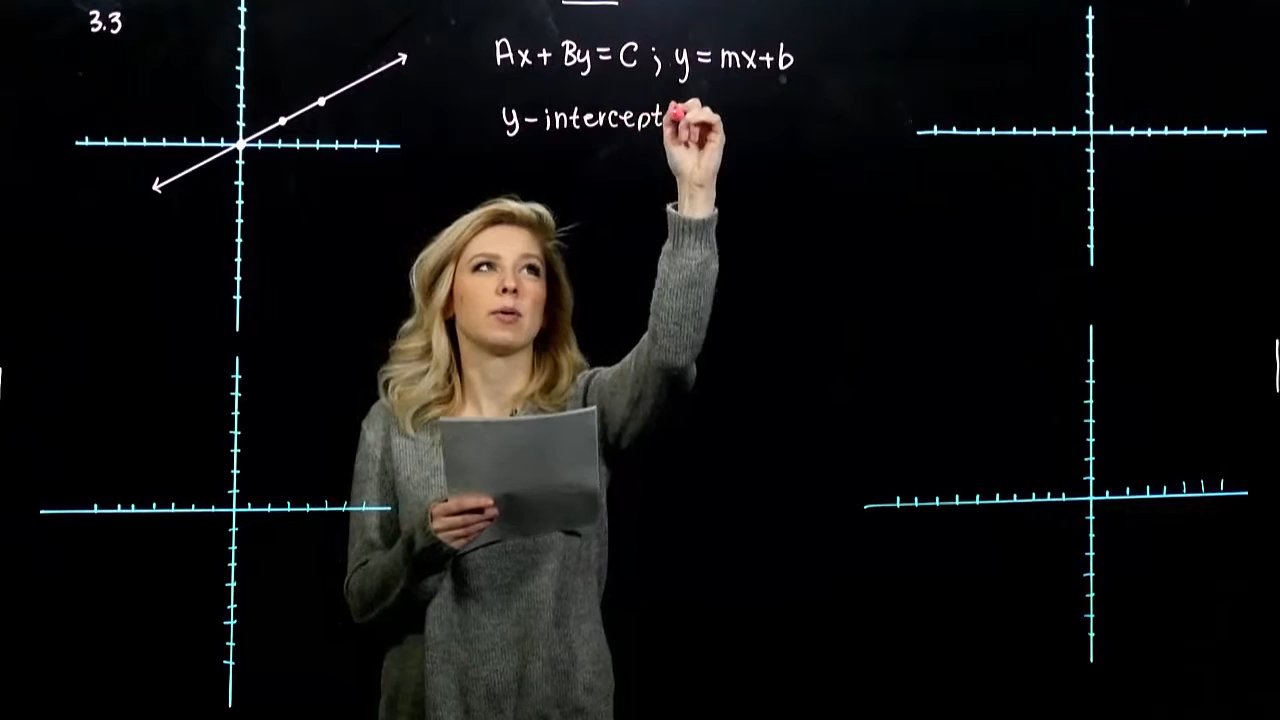 3.3
Ax + By = C ; y = mx + b
y-intercept